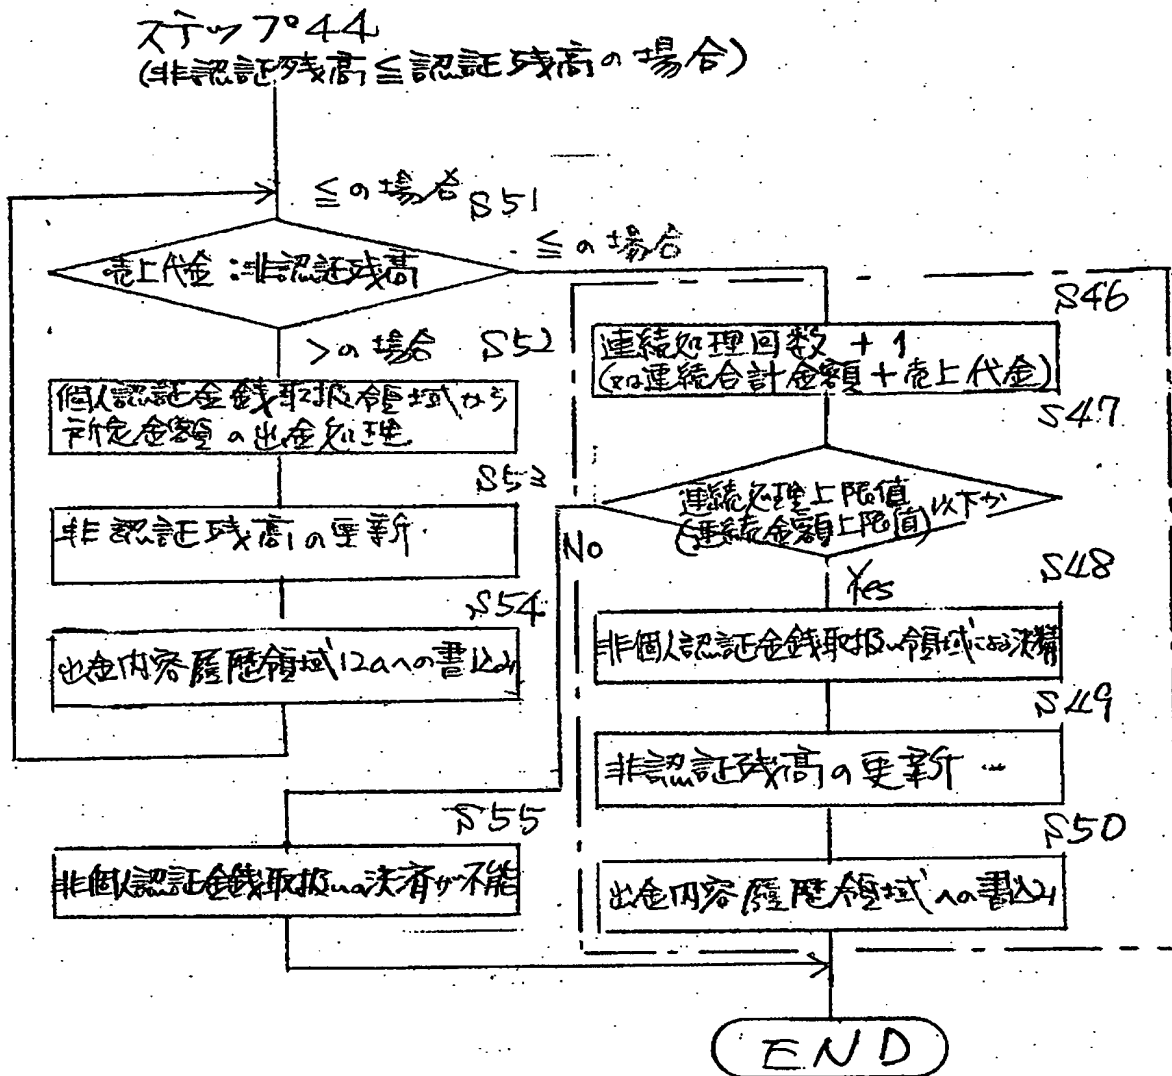 ステップ44
(非認証残高≦認証残高の場合)
≦の場合
S51
売上代金:非認証残高
≦の場合
>の場合
S52
個人認証金銭取扱領域から
所定金額の出金処理
S53
非認証残高の更新
S54
出金内容履歴領域12aへの書込み
S55
非個人認証金銭取扱いの決済が不能
S46
連続処理回数+1
(又は連続合計金額+売上代金)
S47
連続処理上限値
(連続金額上限値)以下か
No
Yes
S48
非個人認証金銭取扱い領域による決済
S49
非認証残高の更新
S50
出金内容履歴領域への書込み
END